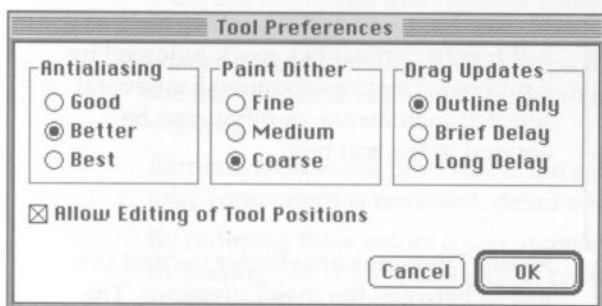 Tool Preferences
Antialiasing
Good
Better
Best
Paint Dither
Fine
Medium
Coarse
Drag Updates
Outline Only
Brief Delay
Long Delay
Allow Editing of Tool Positions
Cancel
OK